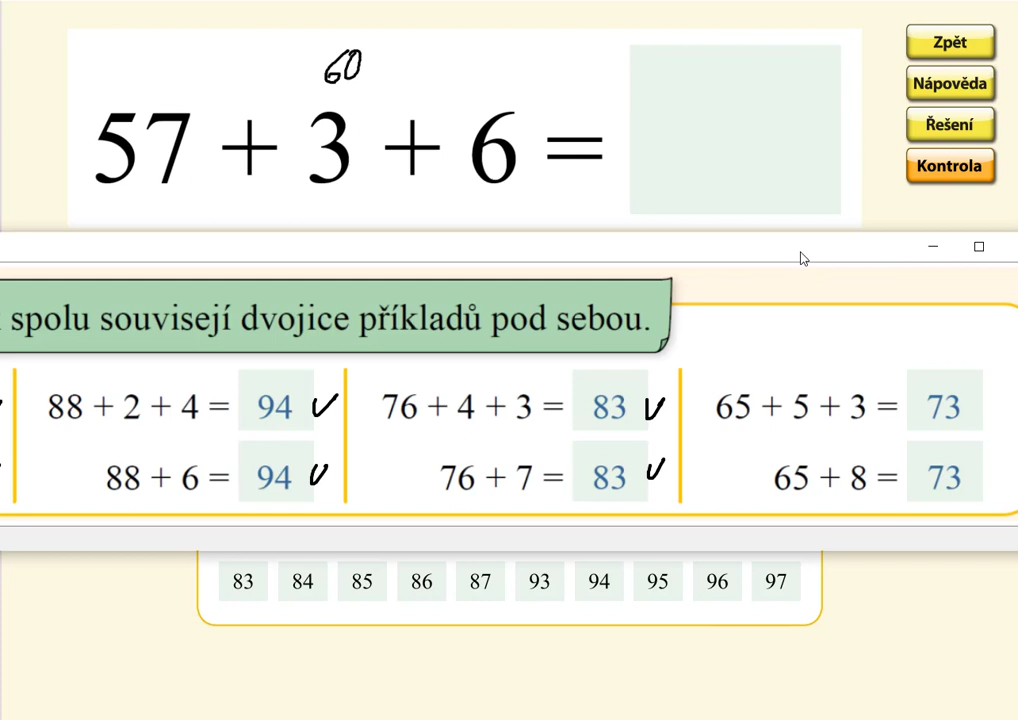 Zpět
60
Nápověda
57 + 3 + 6 =
Řešení
Kontrola
spolu souvisejí dvojice příkladů pod sebou.
88 + 2 + 4 = 94 ✓ 76 + 4 + 3 = 83 ✓ 65 + 5 + 3 = 73
88 + 6 = 94 ✓ 76 + 7 = 83 ✓ 65 + 8 = 73
83 84 85 86 87 93 94 95 96 97